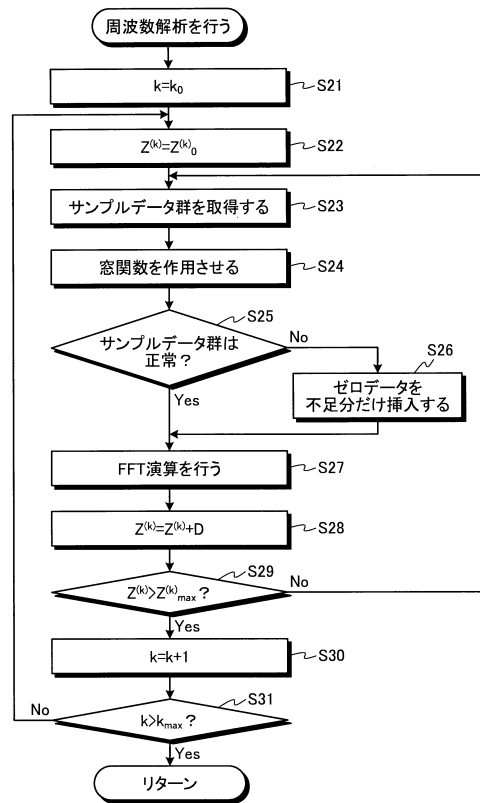 周波数解析を行う
k=k₀
S21
Z⁽ᵏ⁾=Z⁽ᵏ⁾₀
S22
サンプルデータ群を取得する
S23
窓関数を作用させる
S24
S25
サンプルデータ群は
正常？
No
Yes
S26
ゼロデータを
不足分だけ挿入する
FFT演算を行う
S27
Z⁽ᵏ⁾=Z⁽ᵏ⁾+D
S28
S29
Z⁽ᵏ⁾>Z⁽ᵏ⁾max？
No
Yes
k=k+1
S30
S31
k>kmax？
No
Yes
リターン